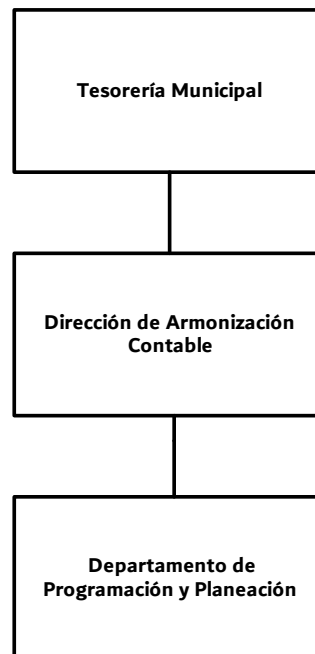 Tesorería Municipal
Dirección de Armonización
Contable
Departamento de
Programación y Planeación